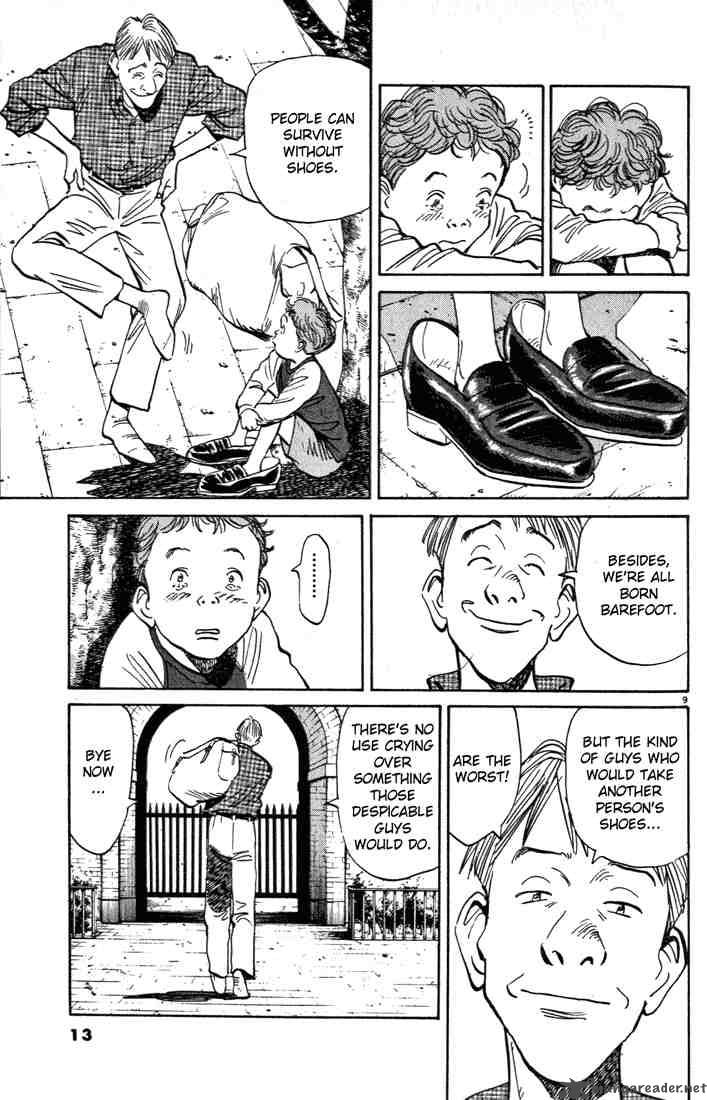 PEOPLE CAN
SURVIVE
WITHOUT
SHOES.
BESIDES,
WE'RE ALL
BORN
BAREFOOT.
......
9
BUT THE KIND
OF GUYS WHO
WOULD TAKE
ANOTHER
PERSON'S
SHOES...
ARE THE
WORST!
THERE'S NO
USE CRYING
OVER
SOMETHING
THOSE
DESPICABLE
GUYS
WOULD DO.
BYE
NOW
...
13
mangareader.net